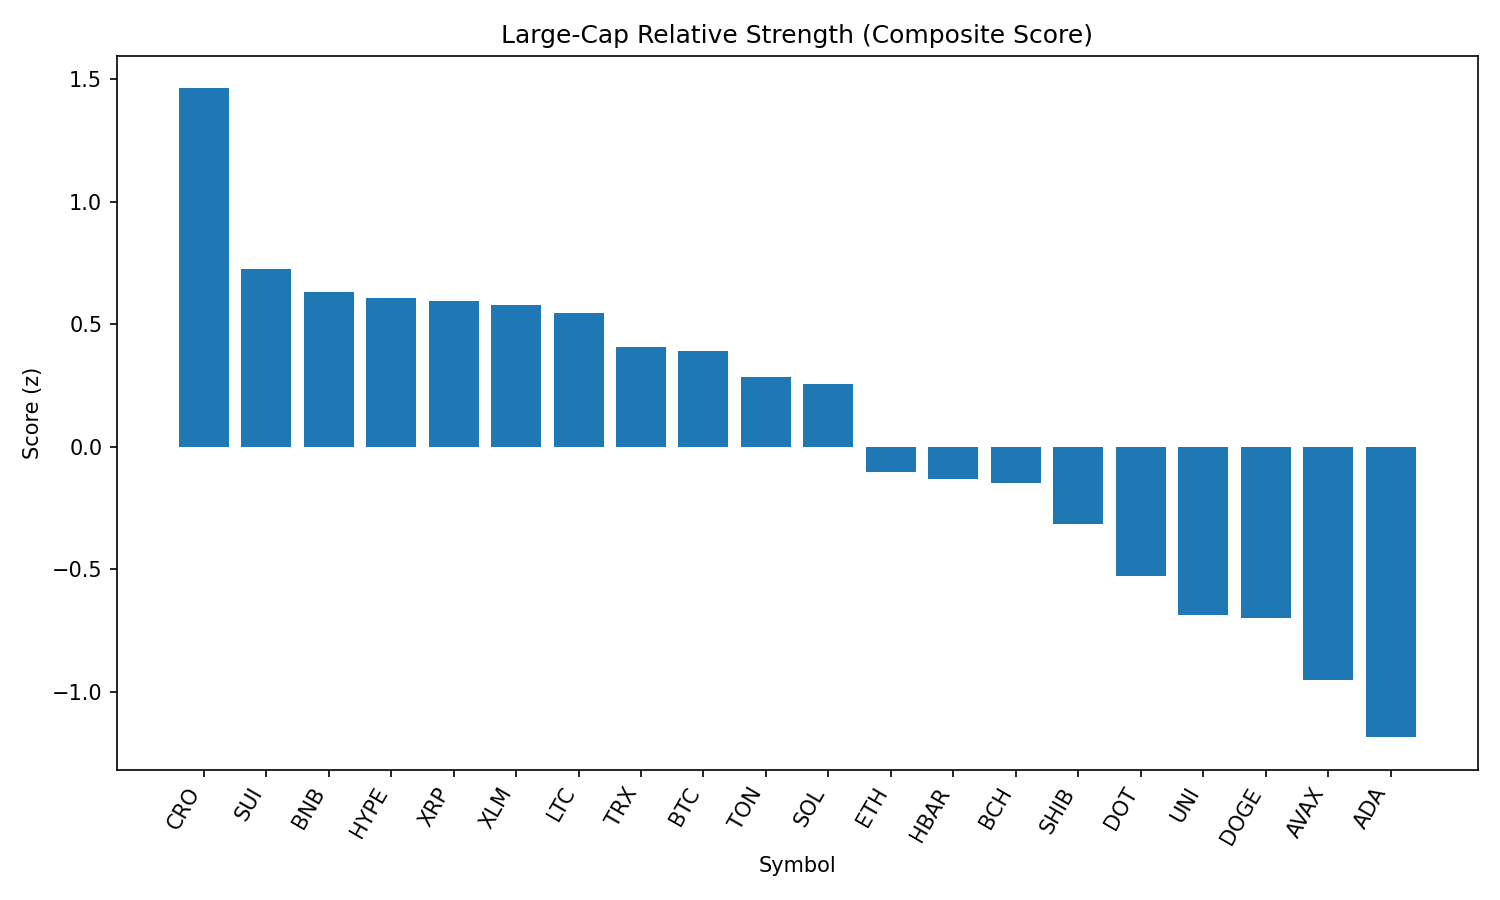 Large-Cap Relative Strength (Composite Score)
1.5
1.0
0.5
0.0
−0.5
−1.0
Score (z)
CRO
SUI
BNB
HYPE
XRP
XLM
LTC
TRX
BTC
TON
SOL
ETH
HBAR
BCH
SHIB
DOT
UNI
DOGE
AVAX
ADA
Symbol